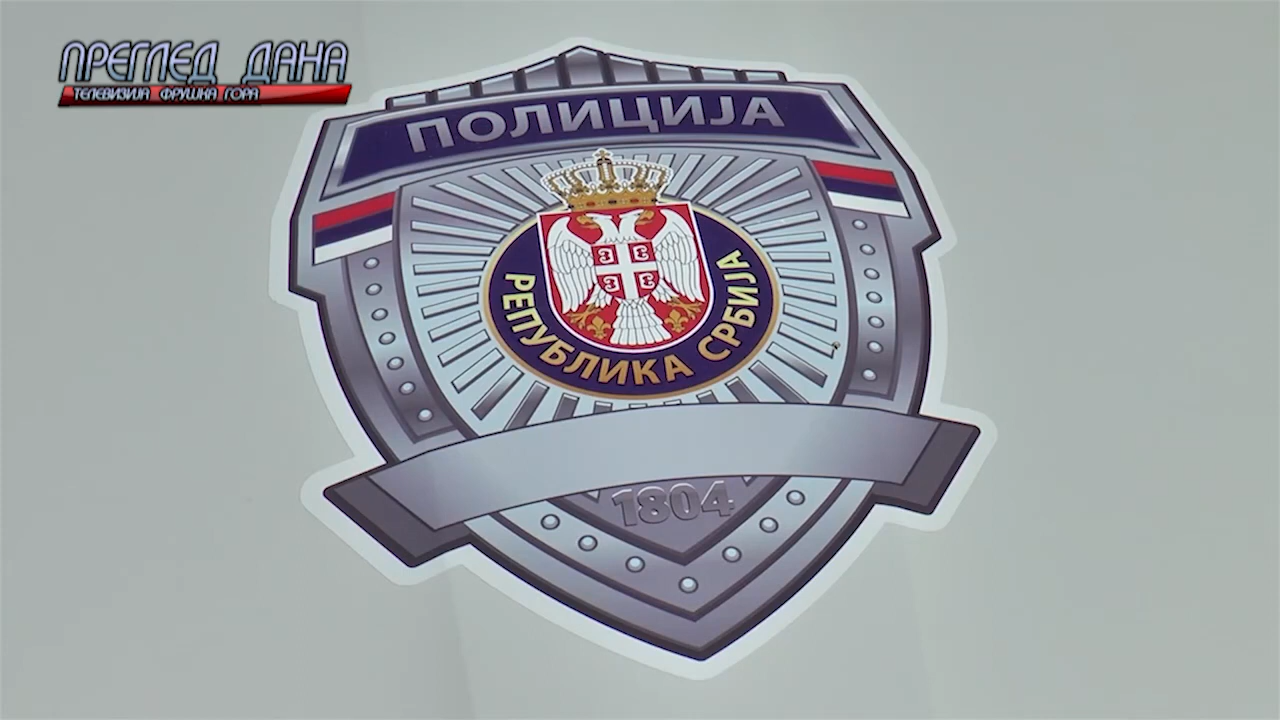 ПРЕГЛЕД ДАНА
ТЕЛЕВИЗИЈА ФРУШКА ГОРА
ПОЛИЦИЈА
РЕПУБЛИКА СРБИЈА
1804